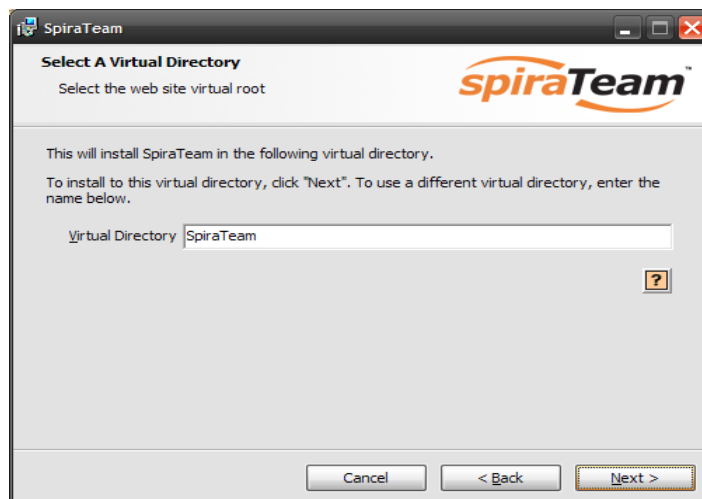 SpiraTeam
Select A Virtual Directory
Select the web site virtual root
spiraTeam™
This will install SpiraTeam in the following virtual directory.
To install to this virtual directory, click "Next". To use a different virtual directory, enter the
name below.
Virtual Directory SpiraTeam
?
Cancel < Back Next >